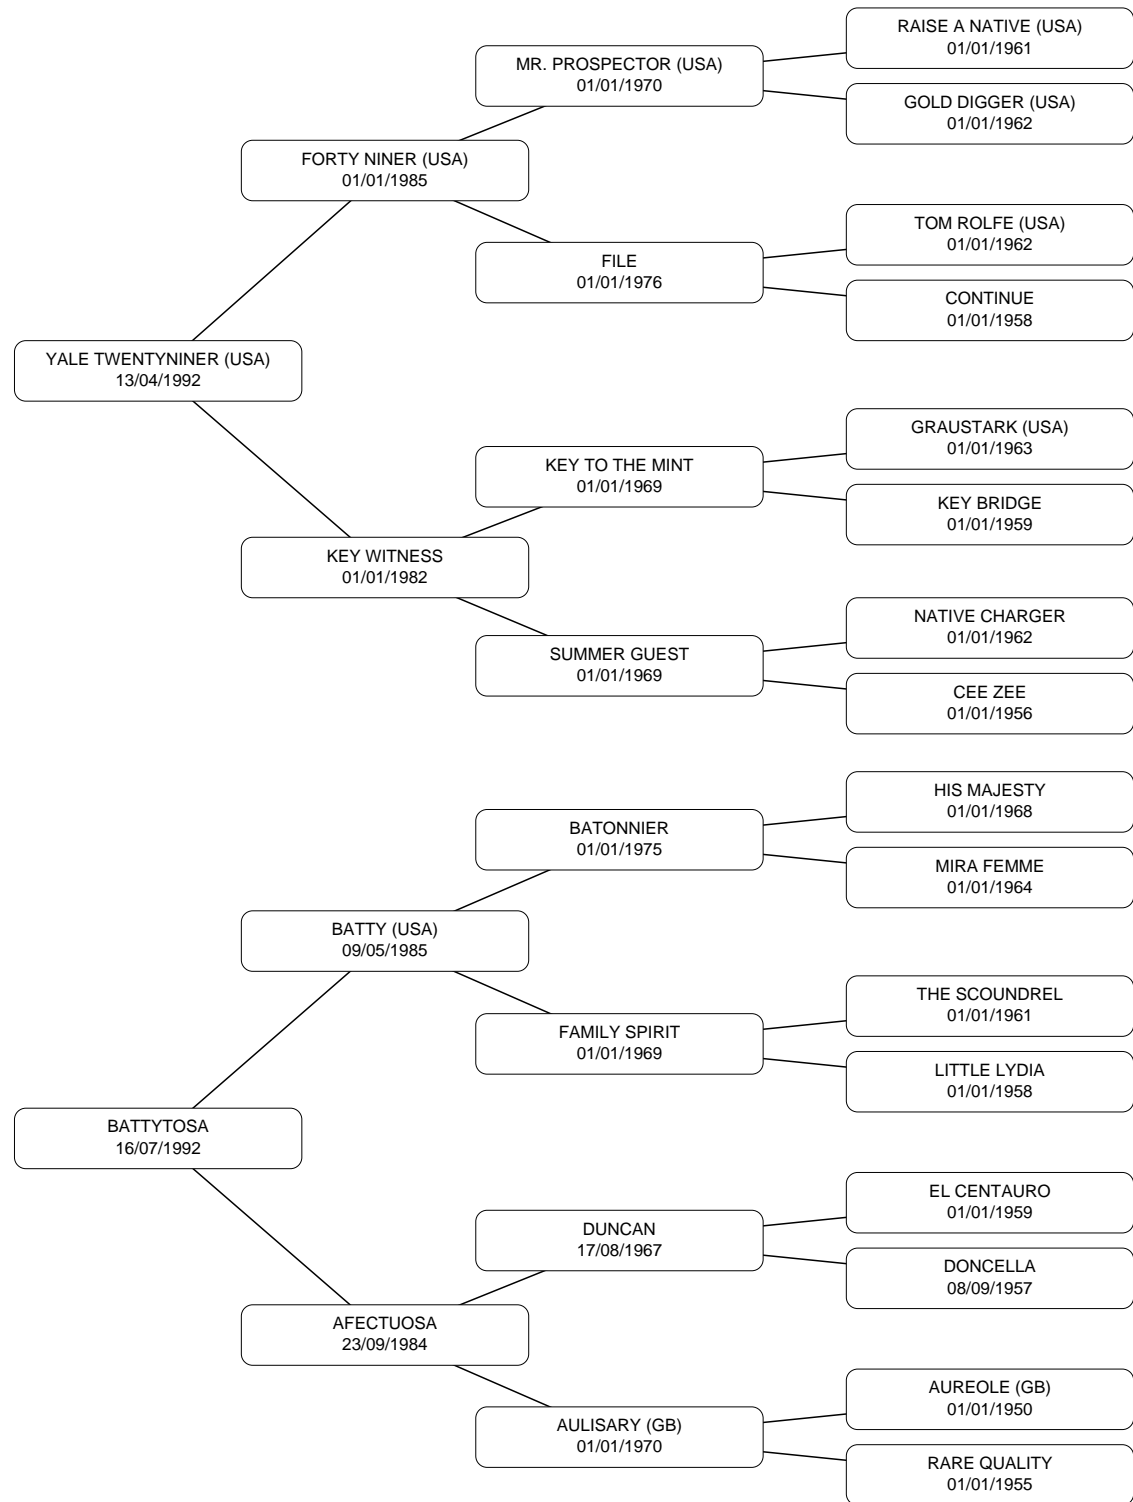 RAISE A NATIVE (USA)
01/01/1961
MR. PROSPECTOR (USA)
01/01/1970
GOLD DIGGER (USA)
01/01/1962
FORTY NINER (USA)
01/01/1985
TOM ROLFE (USA)
01/01/1962
FILE
01/01/1976
CONTINUE
01/01/1958
YALE TWENTYNINER (USA)
13/04/1992
GRAUSTARK (USA)
01/01/1963
KEY TO THE MINT
01/01/1969
KEY BRIDGE
01/01/1959
KEY WITNESS
01/01/1982
NATIVE CHARGER
01/01/1962
SUMMER GUEST
01/01/1969
CEE ZEE
01/01/1956
HIS MAJESTY
01/01/1968
BATONNIER
01/01/1975
MIRA FEMME
01/01/1964
BATTY (USA)
09/05/1985
THE SCOUNDREL
01/01/1961
FAMILY SPIRIT
01/01/1969
LITTLE LYDIA
01/01/1958
BATTYTOSA
16/07/1992
EL CENTAURO
01/01/1959
DUNCAN
17/08/1967
DONCELLA
08/09/1957
AFECTUOSA
23/09/1984
AUREOLE (GB)
01/01/1950
AULISARY (GB)
01/01/1970
RARE QUALITY
01/01/1955